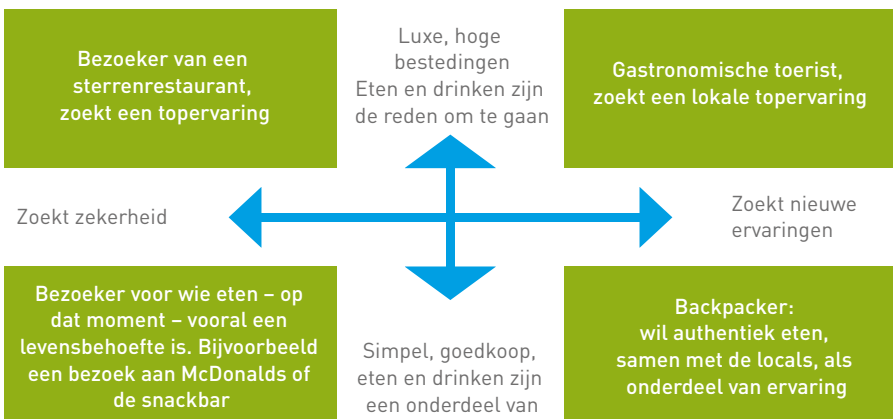 Bezoeker van een
sterrenrestaurant,
zoekt een topervaring
Luxe, hoge
bestedingen
Eten en drinken zijn
de reden om te gaan
Gastronomische toerist,
zoekt een lokale topervaring
Zoekt zekerheid
Zoekt nieuwe
ervaringen
Bezoeker voor wie eten – op
dat moment – vooral een
levensbehoefte is. Bijvoorbeeld
een bezoek aan McDonalds of
de snackbar
Simpel, goedkoop,
eten en drinken zijn
een onderdeel van
Backpacker:
wil authentiek eten,
samen met de locals, als
onderdeel van ervaring